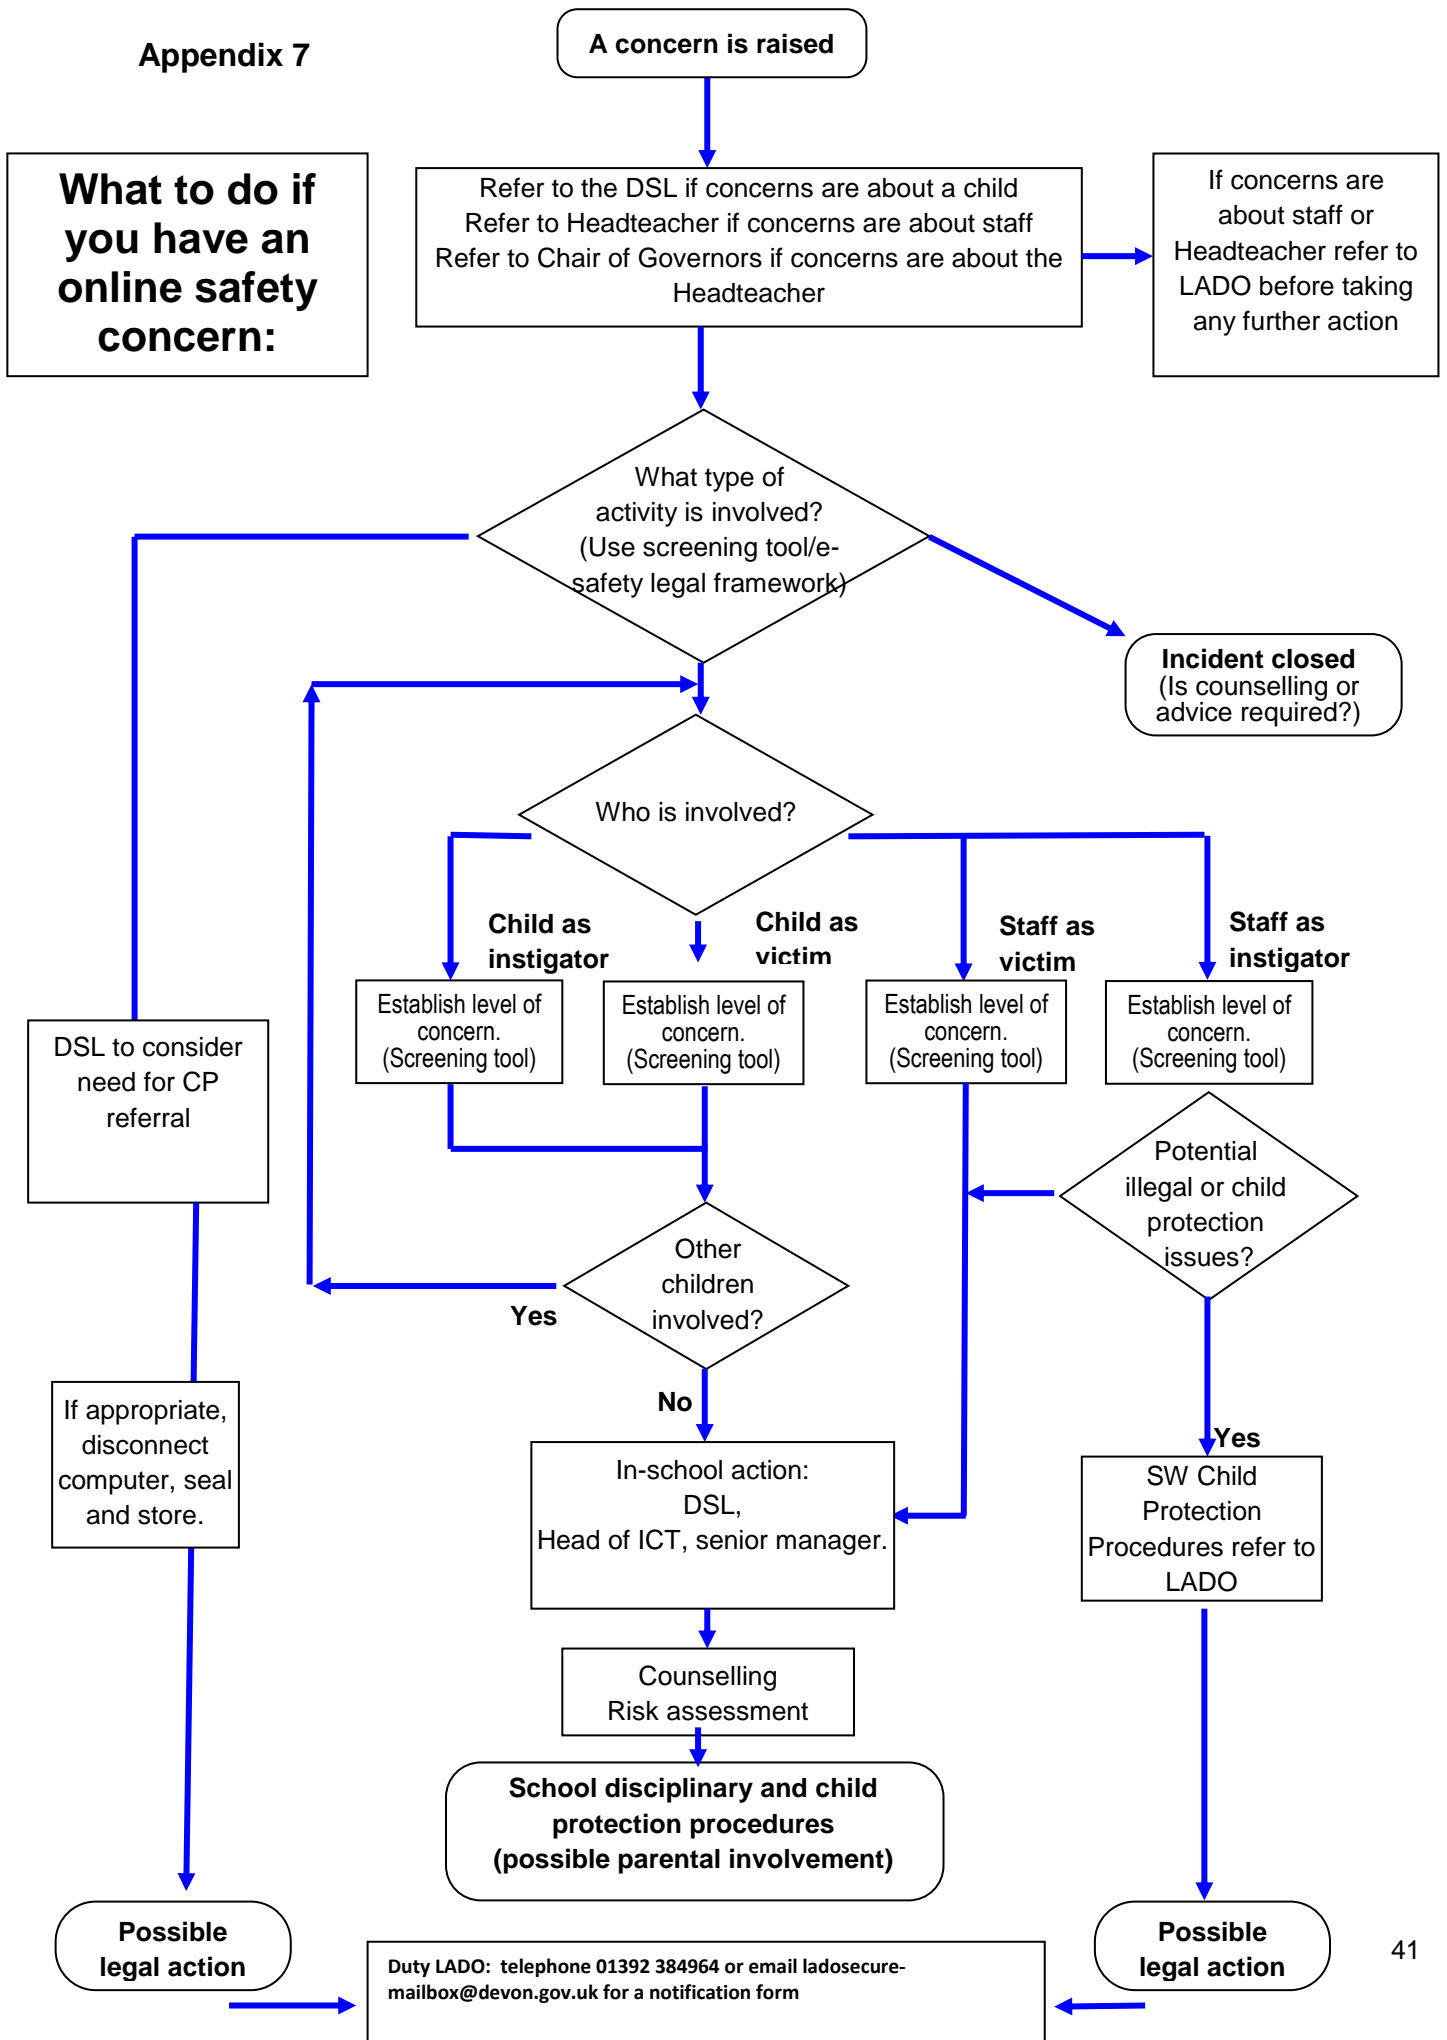 Appendix 7
A concern is raised
What to do if
you have an
online safety
concern:
Refer to the DSL if concerns are about a child
Refer to Headteacher if concerns are about staff
Refer to Chair of Governors if concerns are about the
Headteacher
If concerns are
about staff or
Headteacher refer to
LADO before taking
any further action
What type of
activity is involved?
(Use screening tool/e-
safety legal framework)
Incident closed
(Is counselling or
advice required?)
Who is involved?
Child as
instigator
Child as
victim
Staff as
victim
Staff as
instigator
Establish level of
concern.
(Screening tool)
Establish level of
concern.
(Screening tool)
Establish level of
concern.
(Screening tool)
Establish level of
concern.
(Screening tool)
DSL to consider
need for CP
referral
Potential
illegal or child
protection
issues?
Other
children
involved?
Yes
No
If appropriate,
disconnect
computer, seal
and store.
In-school action:
DSL,
Head of ICT, senior manager.
Yes
SW Child
Protection
Procedures refer to
LADO
Counselling
Risk assessment
School disciplinary and child
protection procedures
(possible parental involvement)
Possible
legal action
Possible
legal action
Duty LADO: telephone 01392 384964 or email ladosecure-
mailbox@devon.gov.uk for a notification form
41